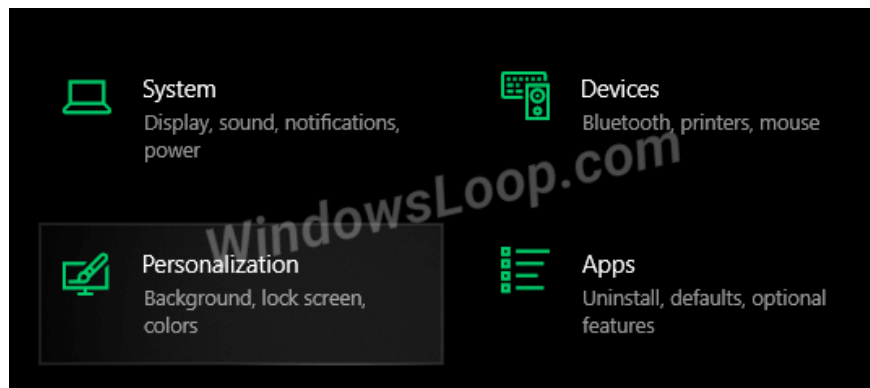 System
Display, sound, notifications,
power
Devices
Bluetooth, printers, mouse
WindowsLoop.com
Personalization
Background, lock screen,
colors
Apps
Uninstall, defaults, optional
features